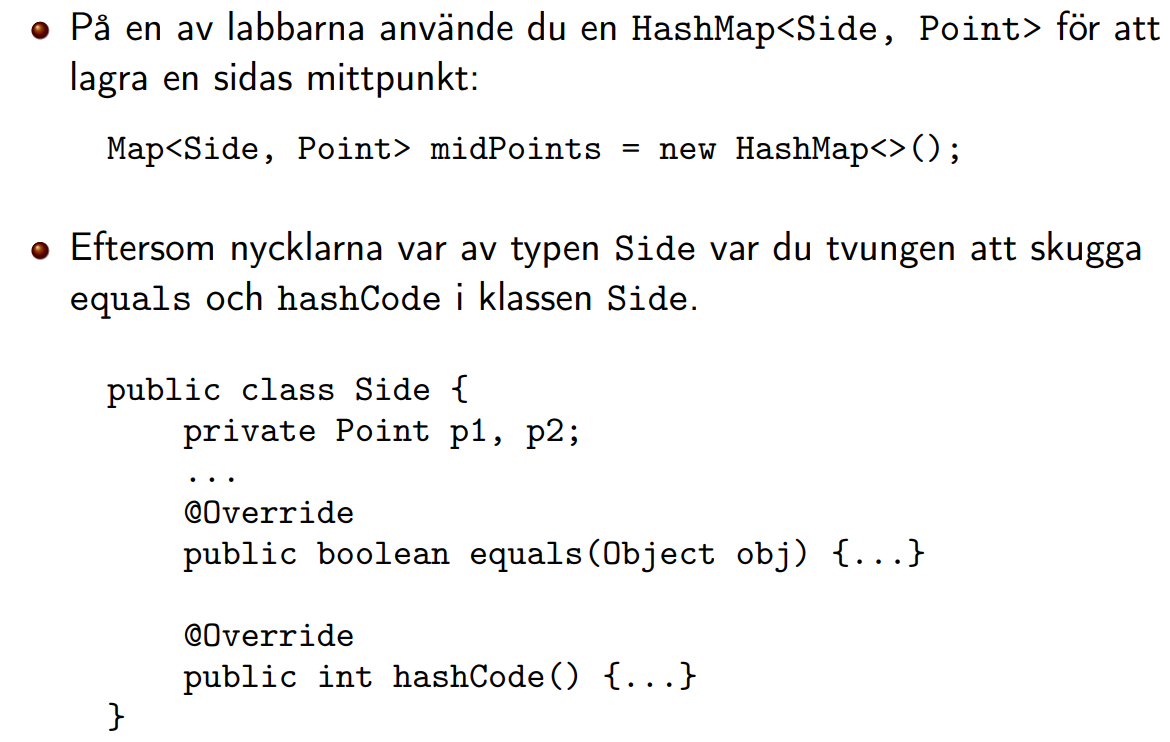 På en av labbarna använde du en HashMap<Side, Point> för att
lagra en sidas mittpunkt:
Map<Side, Point> midPoints = new HashMap<>();
Eftersom nycklarna var av typen Side var du tvungen att skugga
equals och hashCode i klassen Side.
public class Side {
    private Point p1, p2;
    ...
    @Override
    public boolean equals(Object obj) {...}
    @Override
    public int hashCode() {...}
}